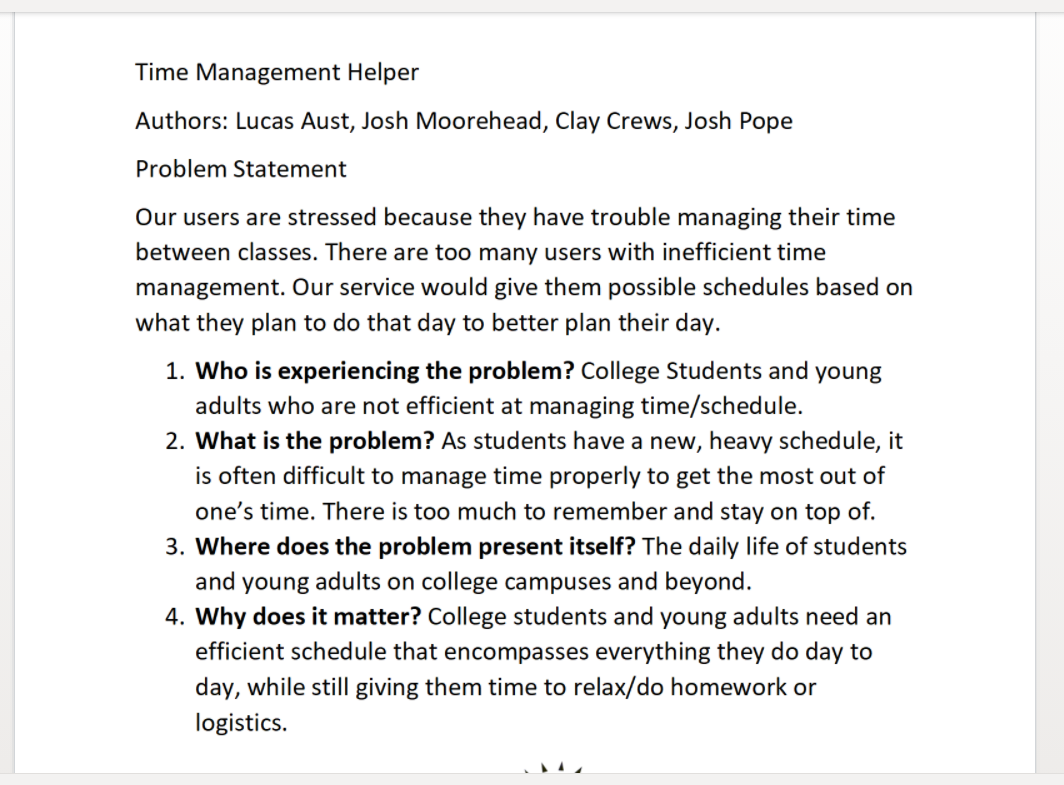 Time Management Helper
Authors: Lucas Aust, Josh Moorehead, Clay Crews, Josh Pope
Problem Statement
Our users are stressed because they have trouble managing their time
between classes. There are too many users with inefficient time
management. Our service would give them possible schedules based on
what they plan to do that day to better plan their day.
1. Who is experiencing the problem? College Students and young
adults who are not efficient at managing time/schedule.
2. What is the problem? As students have a new, heavy schedule, it
is often difficult to manage time properly to get the most out of
one’s time. There is too much to remember and stay on top of.
3. Where does the problem present itself? The daily life of students
and young adults on college campuses and beyond.
4. Why does it matter? College students and young adults need an
efficient schedule that encompasses everything they do day to
day, while still giving them time to relax/do homework or
logistics.